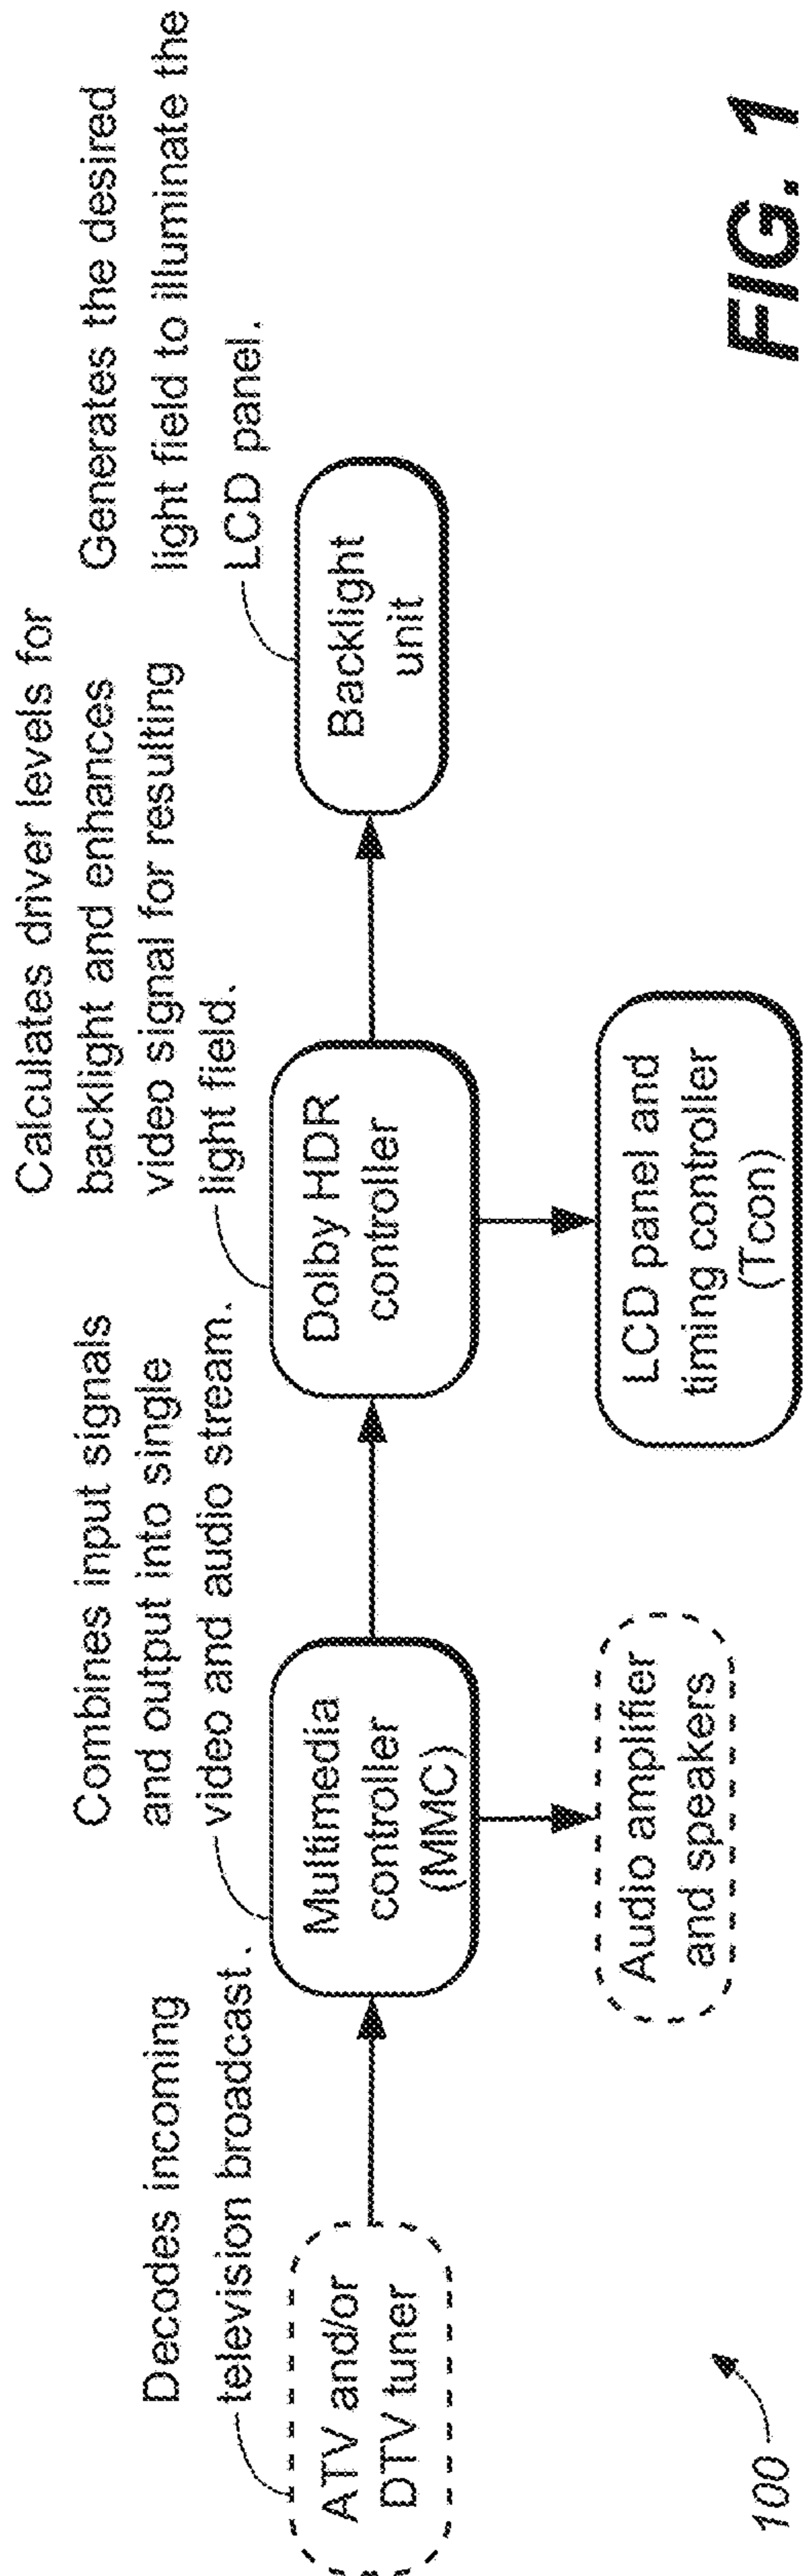 Decodes incoming
television broadcast.
ATV and/or
DTV tuner
Combines input signals
and output into single
video and audio stream.
Multimedia
controller
(MMC)
Audio amplifier
and speakers
Calculates driver levels for
backlight and enhances
video signal for resulting
light field.
Dolby HDR
controller
LCD panel and
timing controller
(Tcon)
Generates the desired
light field to illuminate the
LCD panel.
Backlight
unit
100
FIG. 1